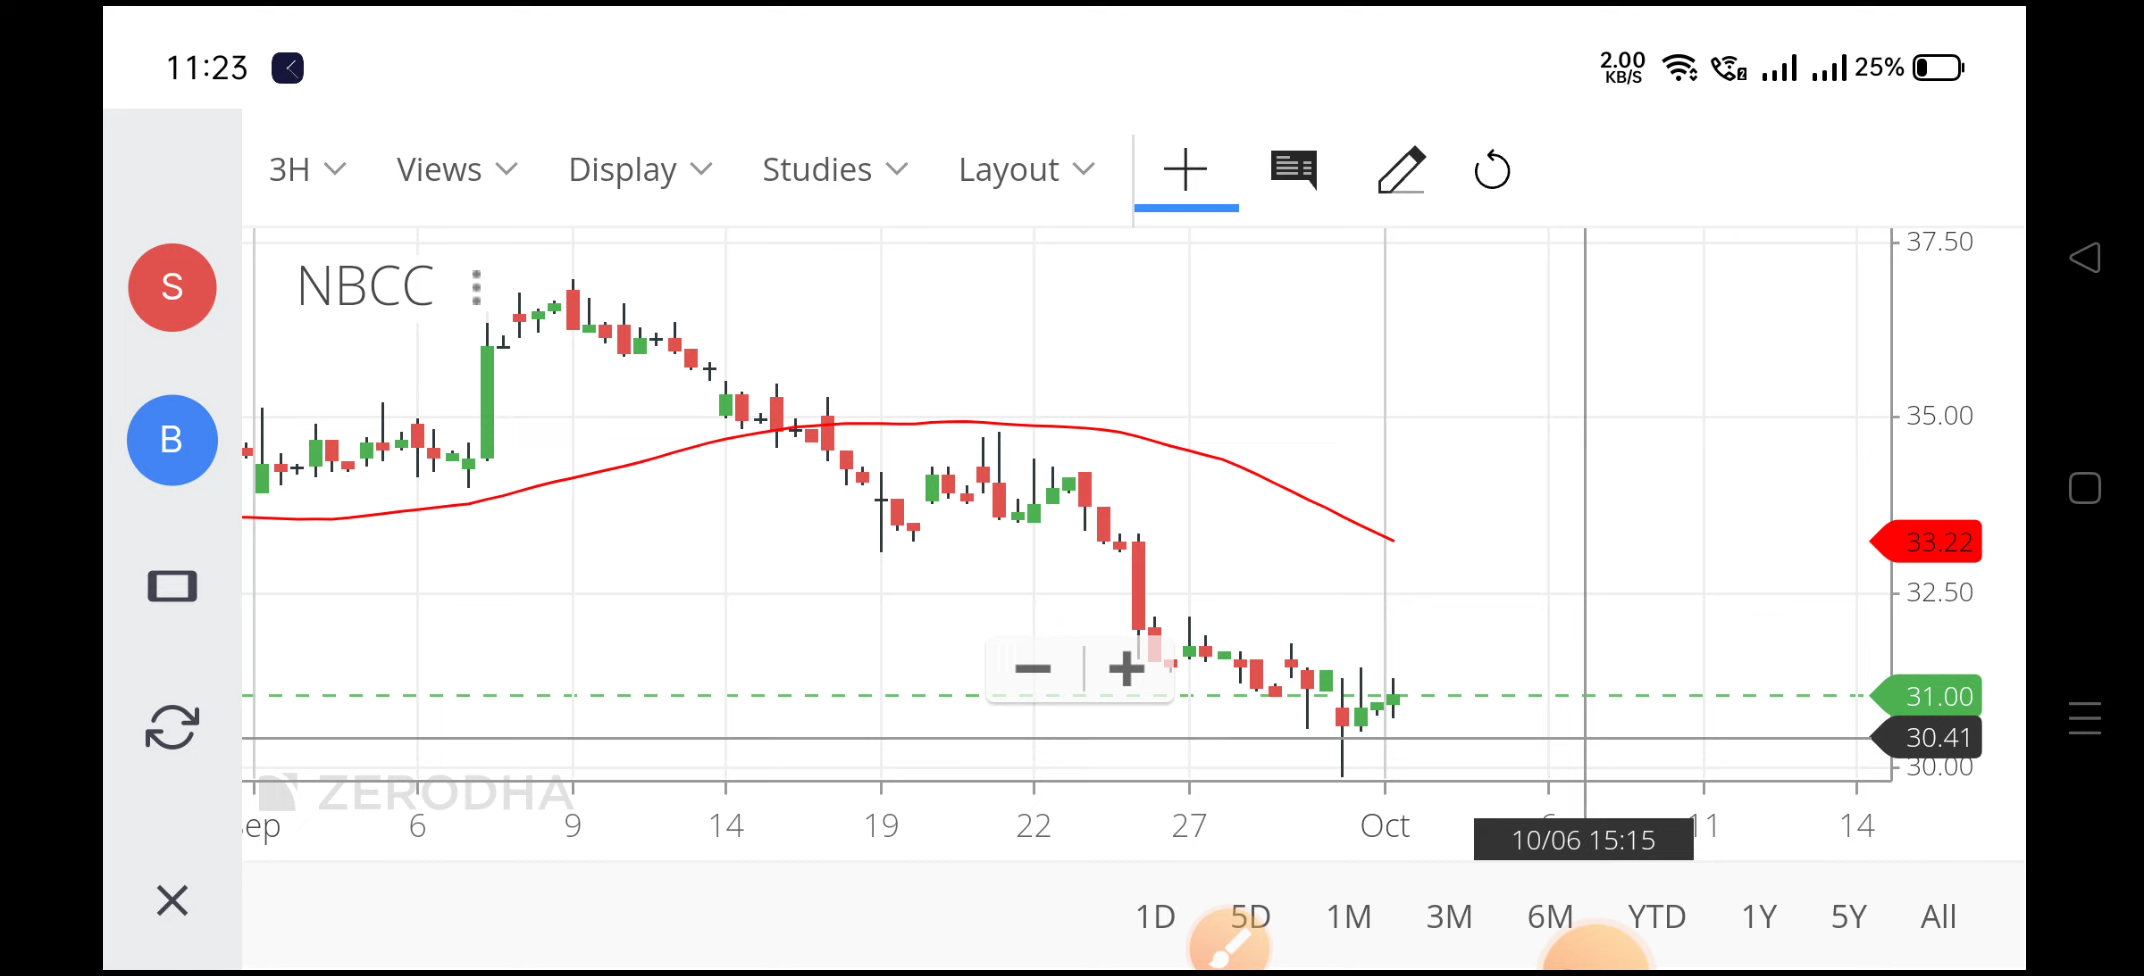 11:23
2.00
KB/S
2
25%
3H Views Display Studies Layout
37.50
NBCC
S
35.00
B
33.22
32.50
31.00
30.41
30.00
ZERODHA
ep 6 9 14 19 22 27 Oct 11 14
10/06 15:15
1D 5D 1M 3M 6M YTD 1Y 5Y All